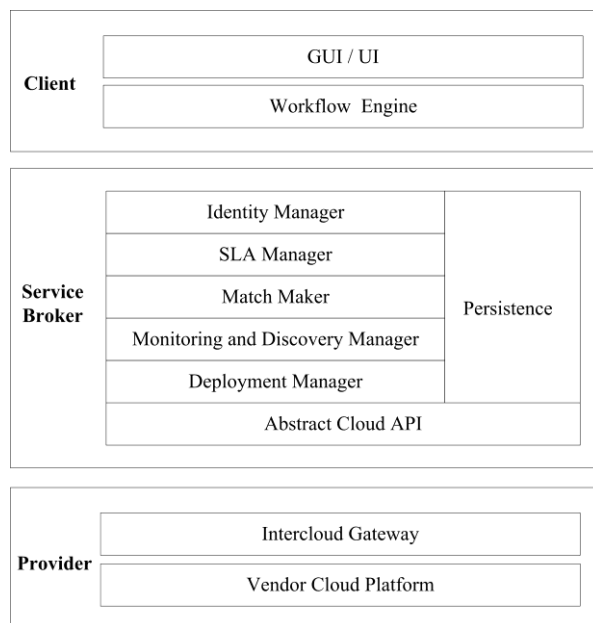 Client
GUI / UI
Workflow Engine
Service
Broker
Identity Manager
SLA Manager
Match Maker
Monitoring and Discovery Manager
Deployment Manager
Persistence
Abstract Cloud API
Provider
Intercloud Gateway
Vendor Cloud Platform